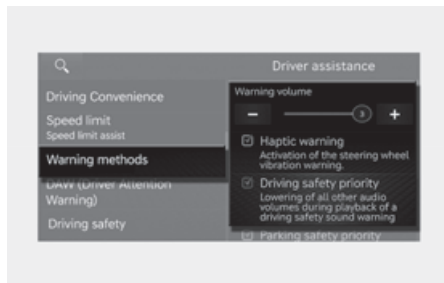 Driver assistance
Driving Convenience
Speed limit
Speed limit assist
Warning methods
DAW (Driver Attention
Warning)
Driving safety
Warning volume
3
Haptic warning
Activation of the steering wheel
vibration warning.
Driving safety priority
Lowering of all other audio
volumes during playback of a
driving safety sound warning
Parking safety priority